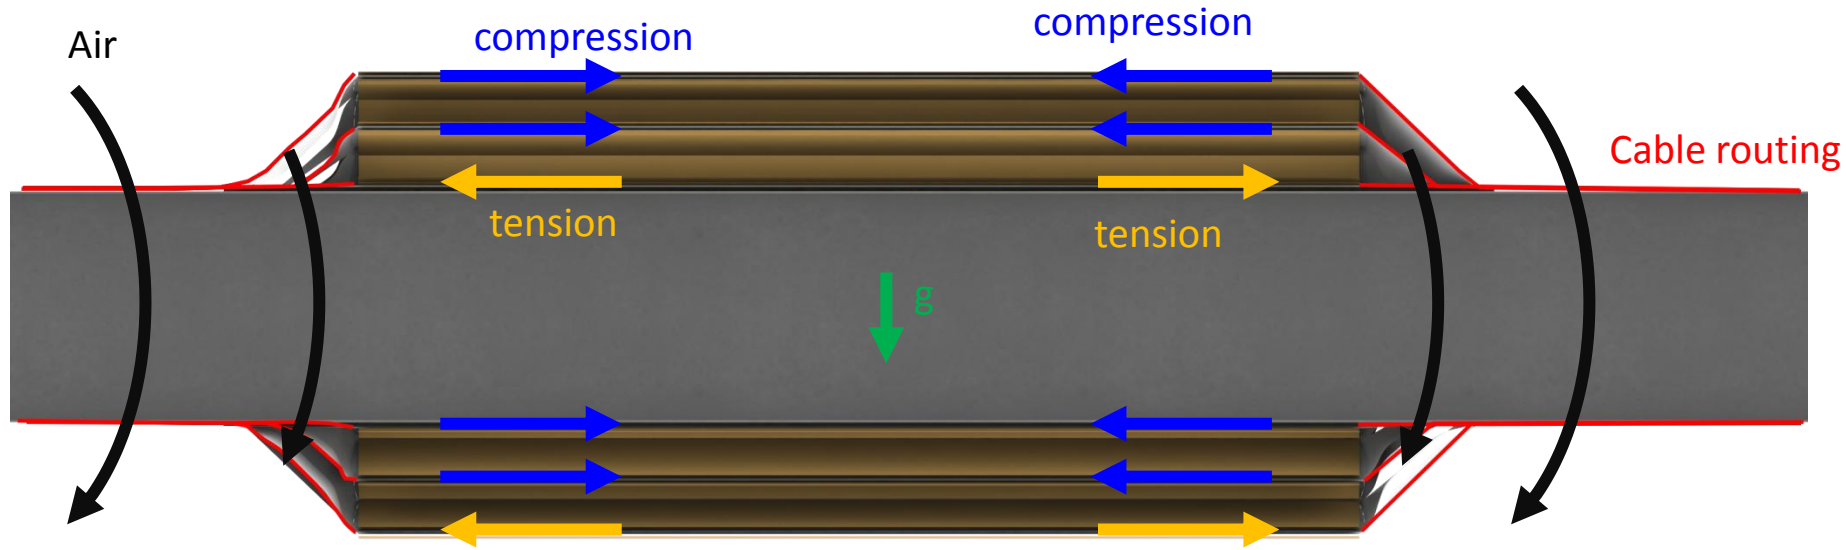 Air
compression
compression
Cable routing
tension
tension
g